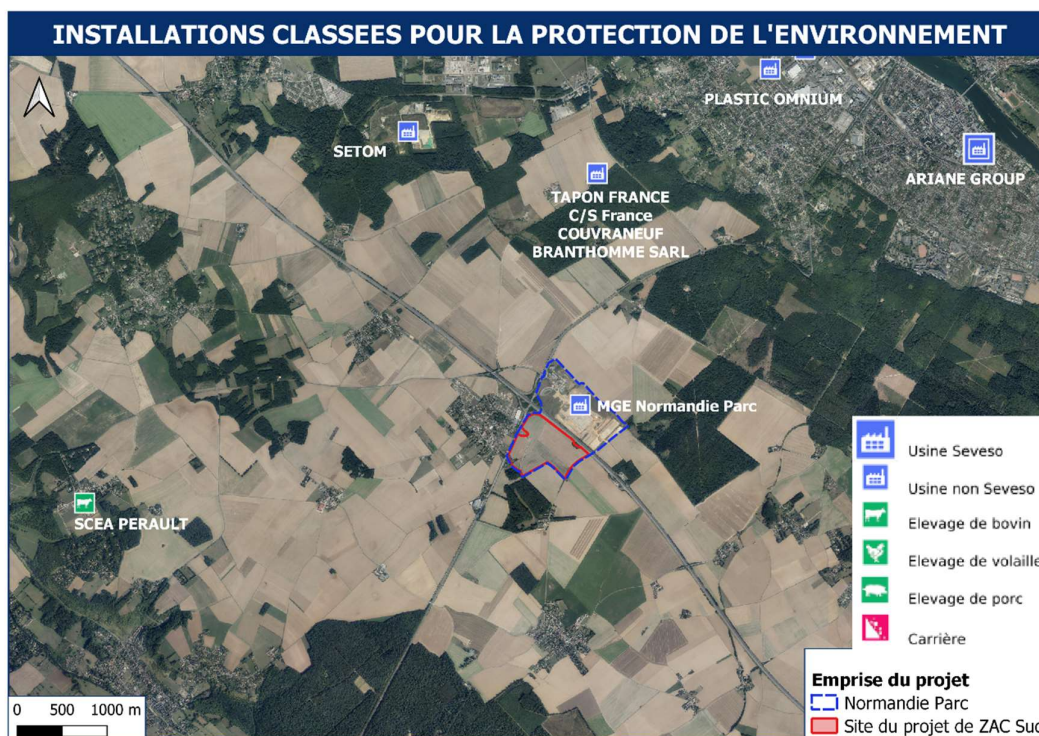 INSTALLATIONS CLASSEES POUR LA PROTECTION DE L'ENVIRONNEMENT
PLASTIC OMNIUM
SETOM
ARIANE GROUP
TAPON FRANCE
C/S France
COUVRANEUF
BRANTHOMME SARL
MGE Normandie Parc
SCEA PERAULT
Usine Seveso
Usine non Seveso
Elevage de bovin
Elevage de volaille
Elevage de porc
Carrière
Emprise du projet
Normandie Parc
Site du projet de ZAC Sud
0 500 1000 m